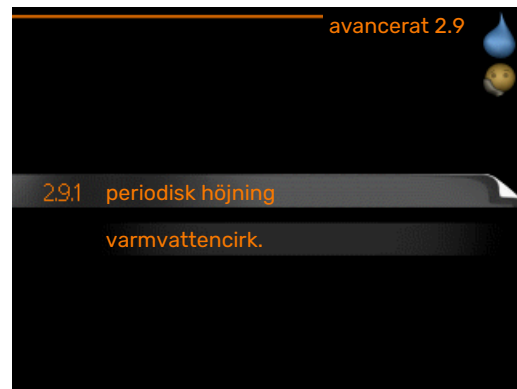 avancerat 2.9
2.9.1 periodisk höjning
varmvattencirk.